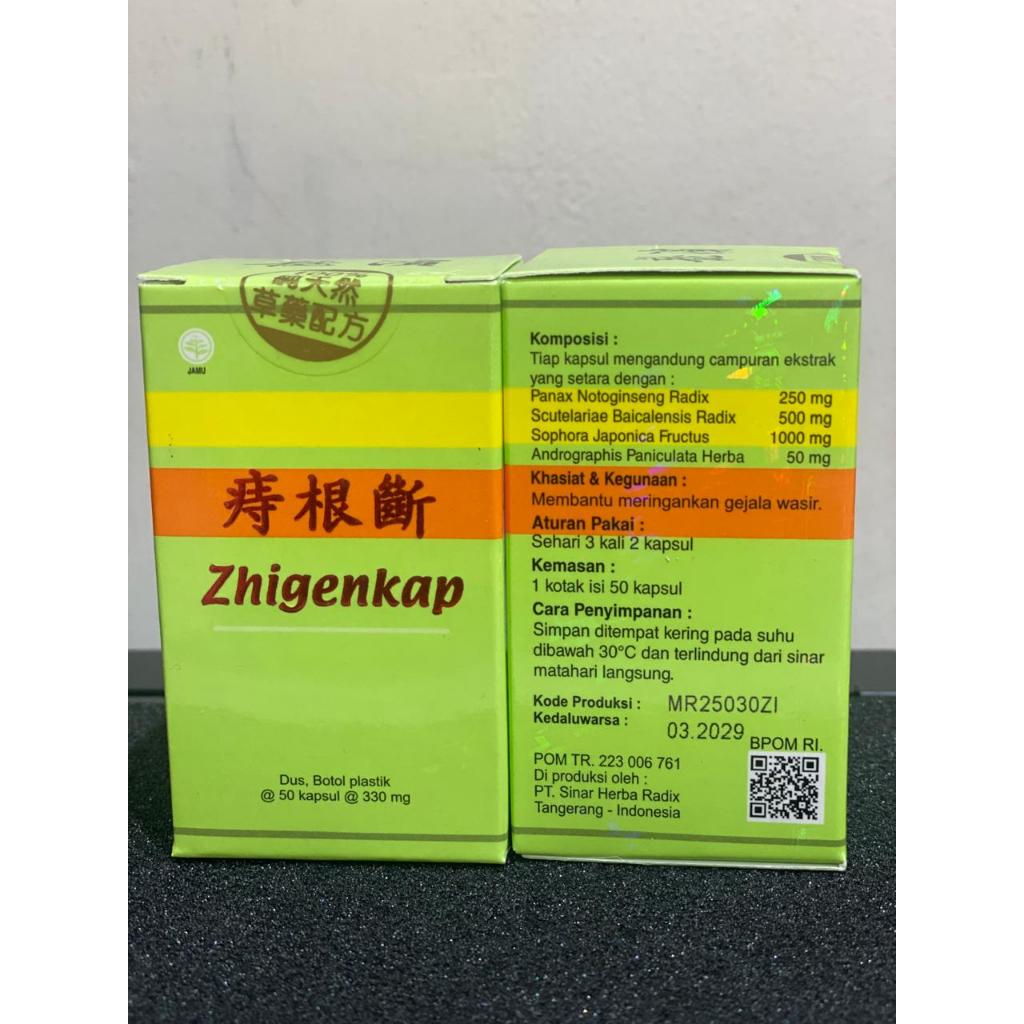 100%
純天然
草藥配方
JAMU
痔根斷
Zhigenkap
Dus, Botol plastik
@ 50 kapsul @ 330 mg
Komposisi :
Tiap kapsul mengandung campuran ekstrak
yang setara dengan :
Panax Notoginseng Radix 250 mg
Scutelariae Baicalensis Radix 500 mg
Sophora Japonica Fructus 1000 mg
Andrographis Paniculata Herba 50 mg
Khasiat & Kegunaan :
Membantu meringankan gejala wasir.
Aturan Pakai :
Sehari 3 kali 2 kapsul
Kemasan :
1 kotak isi 50 kapsul
Cara Penyimpanan :
Simpan ditempat kering pada suhu
dibawah 30°C dan terlindung dari sinar
matahari langsung.
Kode Produksi : MR25030ZI
Kedaluwarsa : 03.2029
BPOM RI.
POM TR. 223 006 761
Di produksi oleh :
PT. Sinar Herba Radix
Tangerang - Indonesia